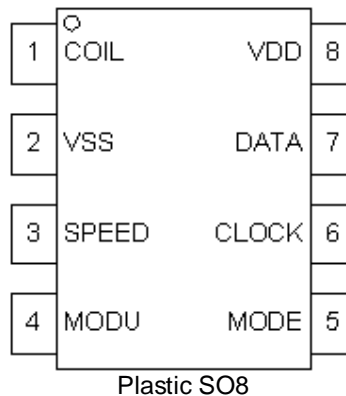 1 COIL VDD 8
2 VSS DATA 7
3 SPEED CLOCK 6
4 MODU MODE 5
Plastic SO8